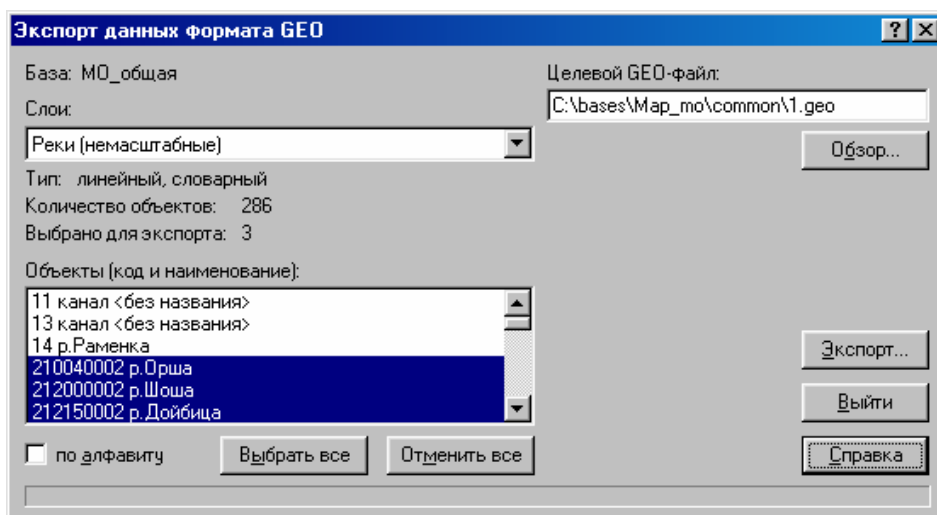 Экспорт данных формата GEO
База: МО_общая
Слои:
Реки (немасштабные)
Тип: линейный, словарный
Количество объектов: 286
Выбрано для экспорта: 3
Объекты (код и наименование):
11 канал <без названия>
13 канал <без названия>
14 р.Раменка
210040002 р.Орша
212000002 р.Шоша
212150002 р.Дойбица
по алфавиту
Выбрать все
Отменить все
Целевой GEO-файл:
C:\bases\Map_mo\common\1.geo
Обзор...
Экспорт...
Выйти
Справка